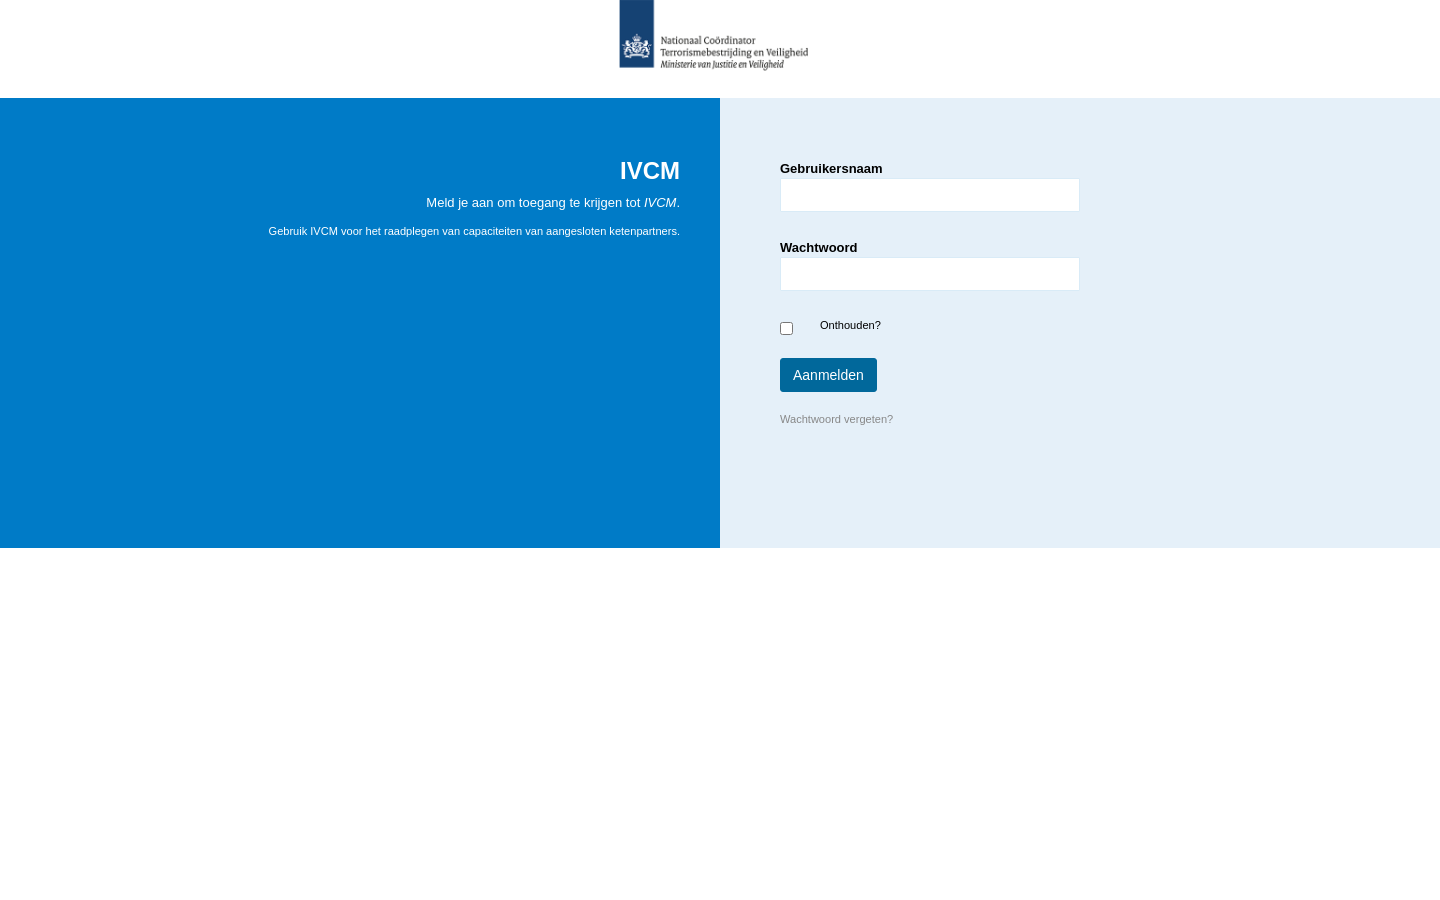 Nationaal Coördinator
Terrorismebestrijding en Veiligheid
Ministerie van Justitie en Veiligheid
IVCM
Meld je aan om toegang te krijgen tot IVCM.
Gebruik IVCM voor het raadplegen van capaciteiten van aangesloten ketenpartners.
Gebruikersnaam
Wachtwoord
Onthouden?
Aanmelden
Wachtwoord vergeten?